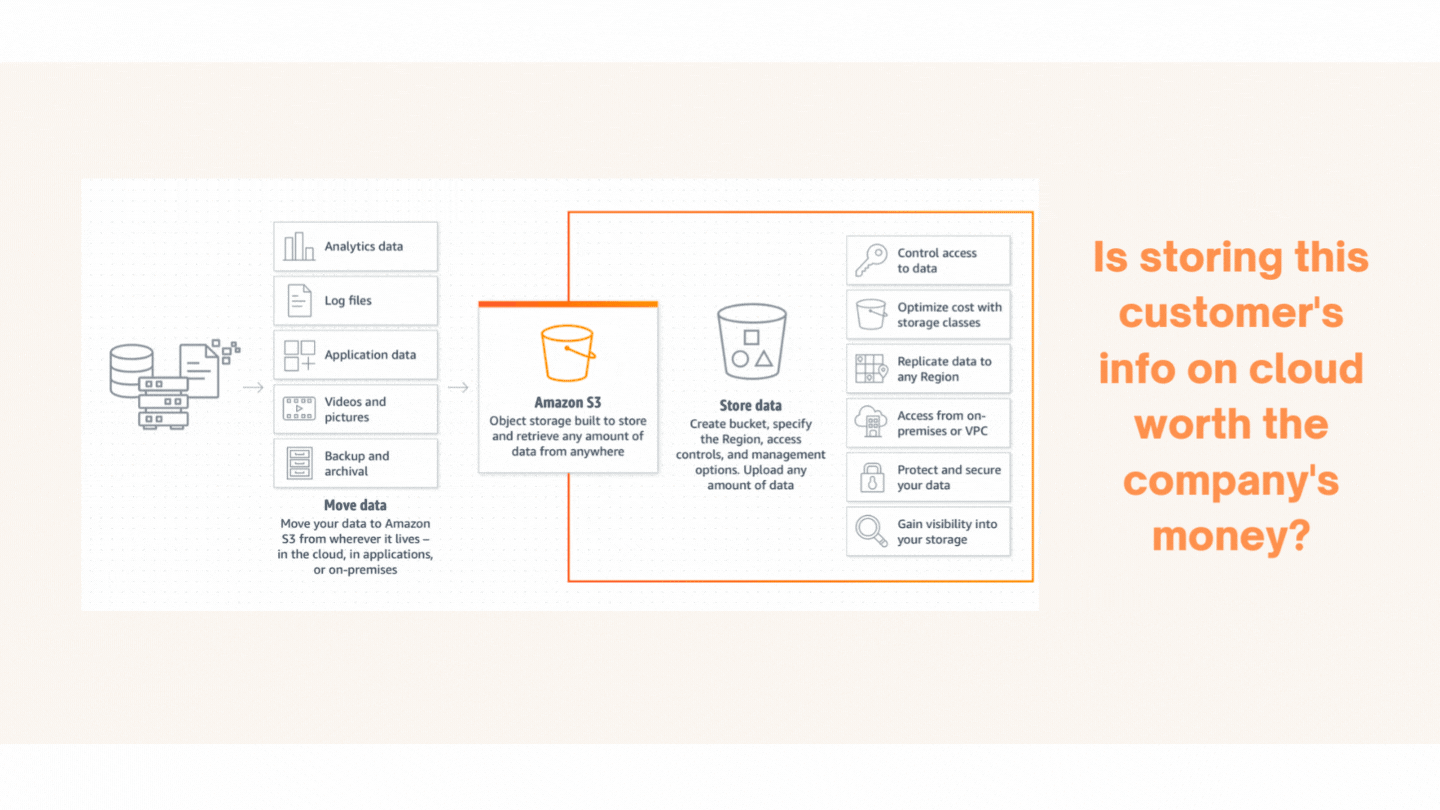 Analytics data
Log files
Application data
Videos and
pictures
Backup and
archival
Move data
Move your data to Amazon
S3 from wherever it lives –
in the cloud, in applications,
or on-premises
Amazon S3
Object storage built to store
and retrieve any amount of
data from anywhere
Store data
Create bucket, specify
the Region, access
controls, and management
options. Upload any
amount of data
Control access
to data
Optimize cost with
storage classes
Replicate data to
any Region
Access from on-
premises or VPC
Protect and secure
your data
Gain visibility into
your storage
Is storing this
customer's
info on cloud
worth the
company's
money?